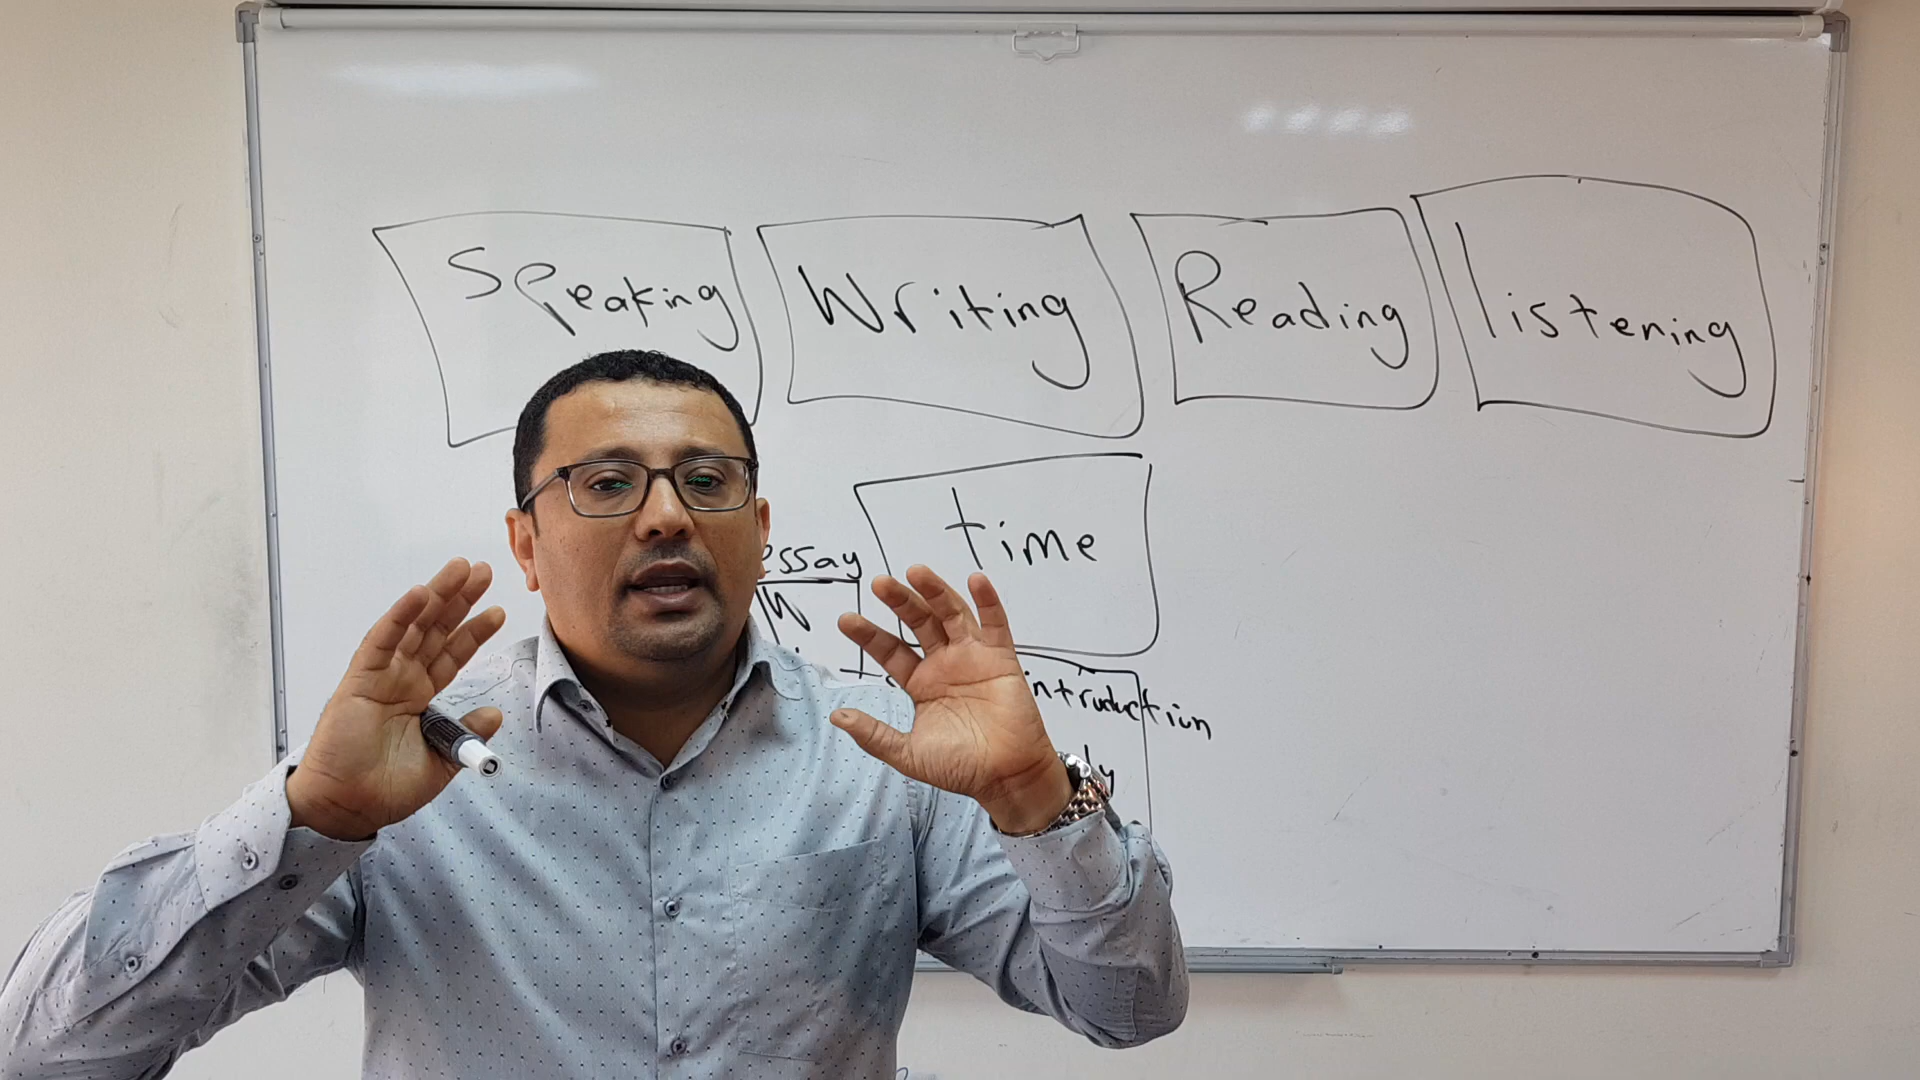 Speaking Writing Reading listening
time
essay
W
introduction